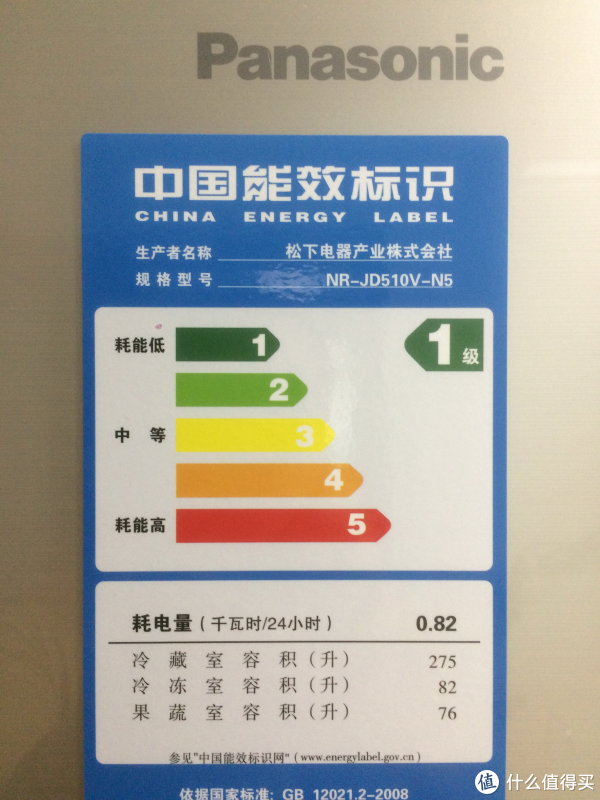 Panasonic
中国能效标识
CHINA ENERGY LABEL
生产者名称 松下电器产业株式会社
规格型号 NR-JD510V-N5
耗能低 1 1级
2
中等 3
4
耗能高 5
耗电量(千瓦时/24小时) 0.82
冷藏室容积(升) 275
冷冻室容积(升) 82
果蔬室容积(升) 76
参见"中国能效标识网"(www.energylabel.gov.cn)
依据国家标准: GB 12021.2-2008
值 什么值得买